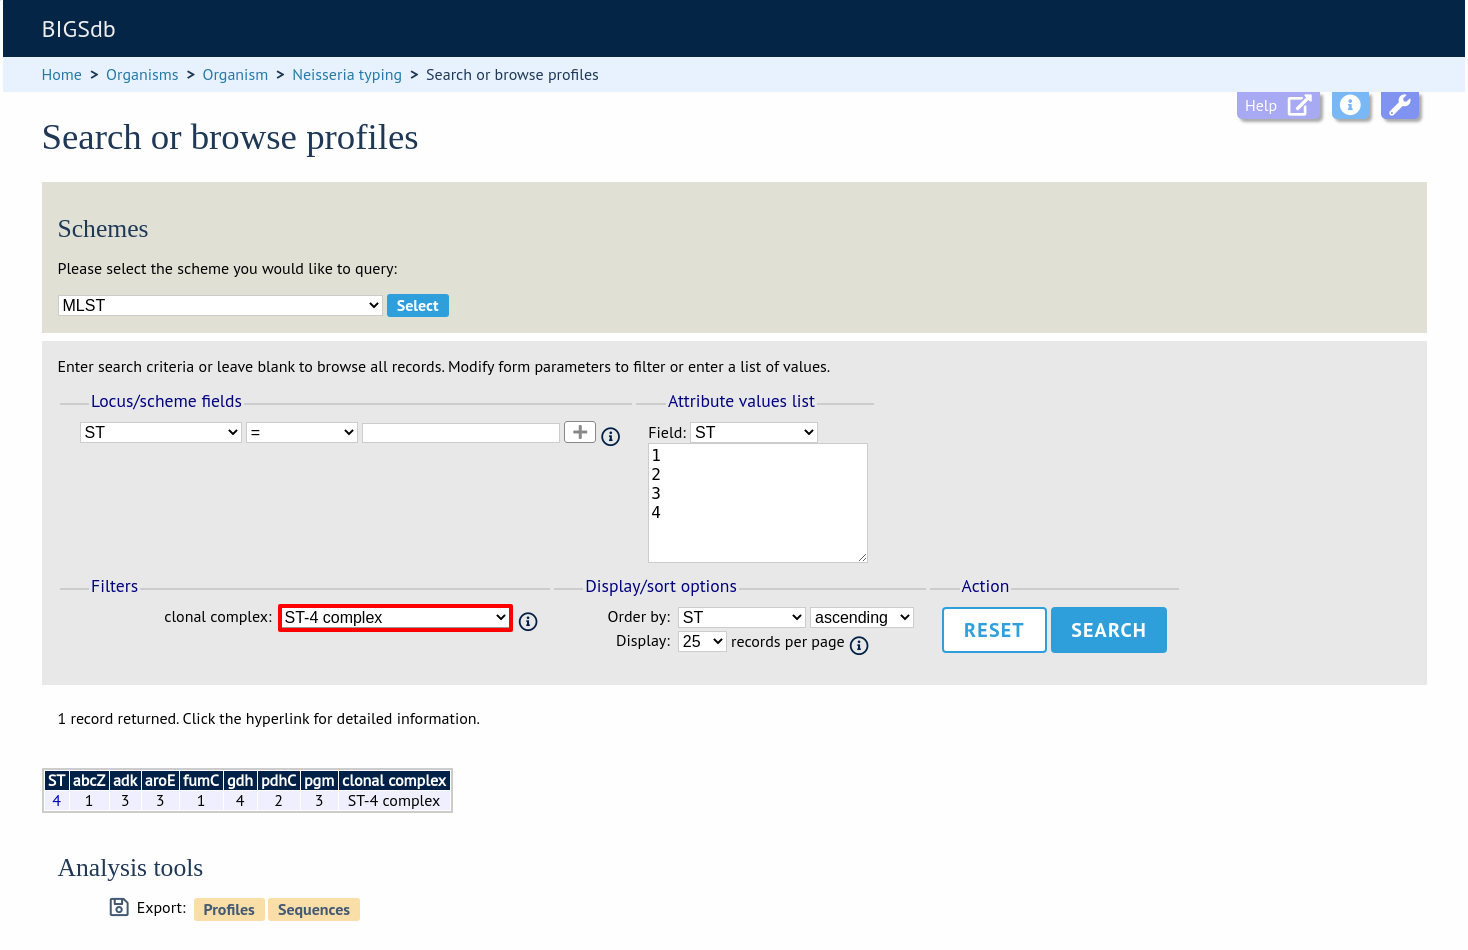 BIGSdb
Home > Organisms > Organism > Neisseria typing > Search or browse profiles
Help
Search or browse profiles
Schemes
Please select the scheme you would like to query:
MLST Select
Enter search criteria or leave blank to browse all records. Modify form parameters to filter or enter a list of values.
Locus/scheme fields Attribute values list
ST = + Field: ST
1
2
3
4
Filters Display/sort options Action
clonal complex: ST-4 complex Order by: ST ascending RESET SEARCH
Display: 25 records per page
1 record returned. Click the hyperlink for detailed information.
ST abcZ adk aroE fumC gdh pdhC pgm clonal complex
4 1 3 3 1 4 2 3 ST-4 complex
Analysis tools
Export: Profiles Sequences